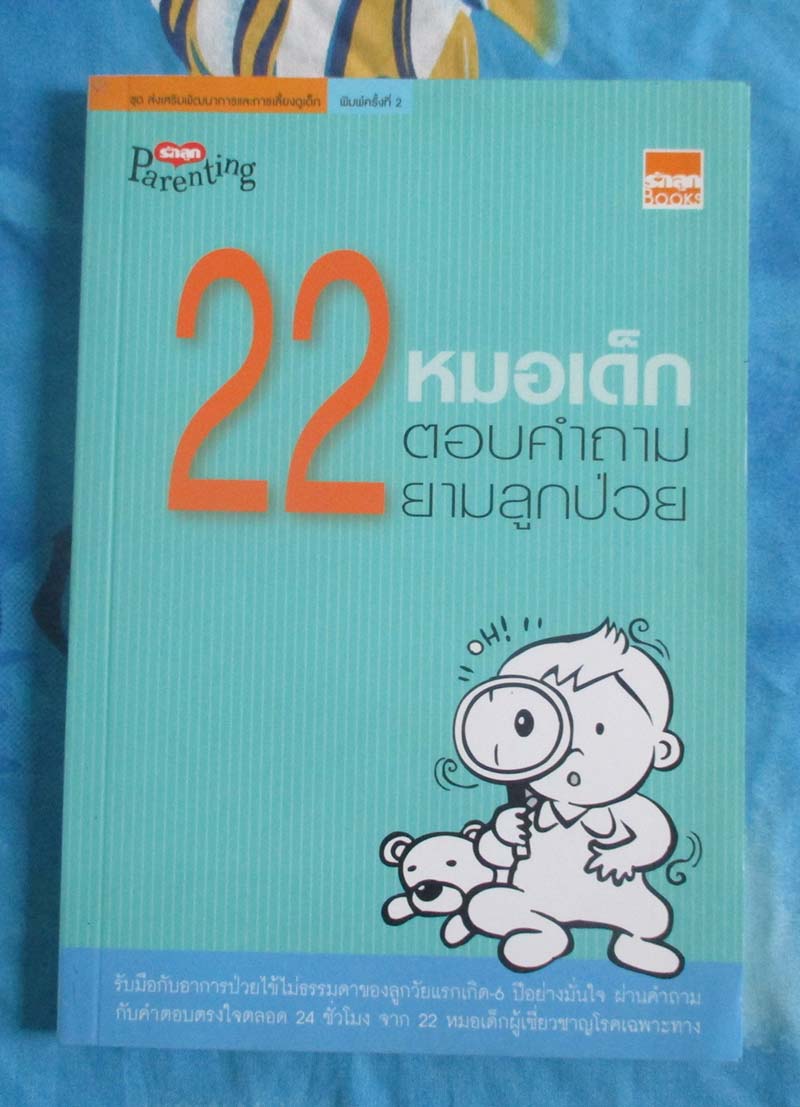 ชุด ส่งเสริมพัฒนาการและการเลี้ยงดูเด็ก พิมพ์ครั้งที่ 2
รักลูก
Parenting
รักลูก
BOOKS
22 หมอเด็ก
ตอบคำถาม
ยามลูกป่วย
OH!
รับมือกับอาการป่วยไข้ไม่ธรรมดาของลูกวัยแรกเกิด-6 ปีอย่างมั่นใจ ผ่านคำถาม
กับคำตอบตรงใจตลอด 24 ชั่วโมง จาก 22 หมอเด็กผู้เชี่ยวชาญโรคเฉพาะทาง